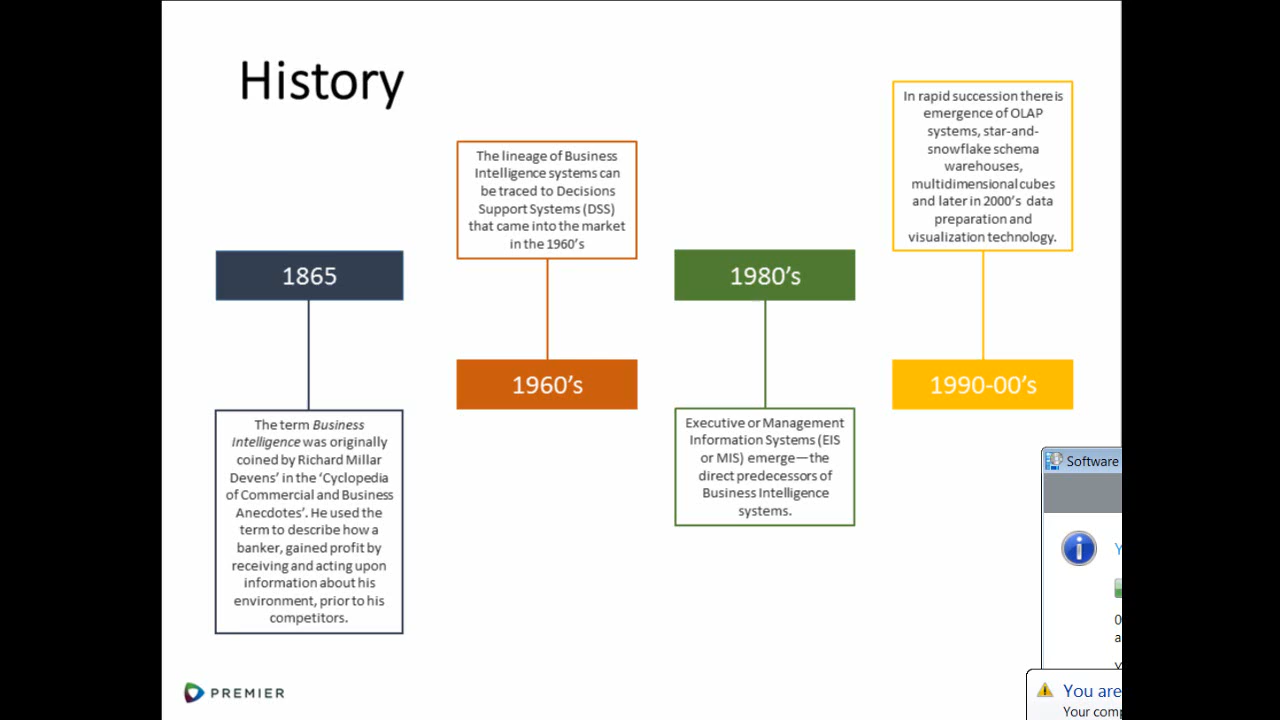 History
1865
The term Business
Intelligence was originally
coined by Richard Millar
Devens’ in the ‘Cyclopedia
of Commercial and Business
Anecdotes’. He used the
term to describe how a
banker, gained profit by
receiving and acting upon
information about his
environment, prior to his
competitors.
The lineage of Business
Intelligence systems can
be traced to Decisions
Support Systems (DSS)
that came into the market
in the 1960’s
1960’s
1980’s
Executive or Management
Information Systems (EIS
or MIS) emerge—the
direct predecessors of
Business Intelligence
systems.
In rapid succession there is
emergence of OLAP
systems, star-and-
snowflake schema
warehouses,
multidimensional cubes
and later in 2000’s data
preparation and
visualization technology.
1990-00’s
Software
You are
Your
PREMIER